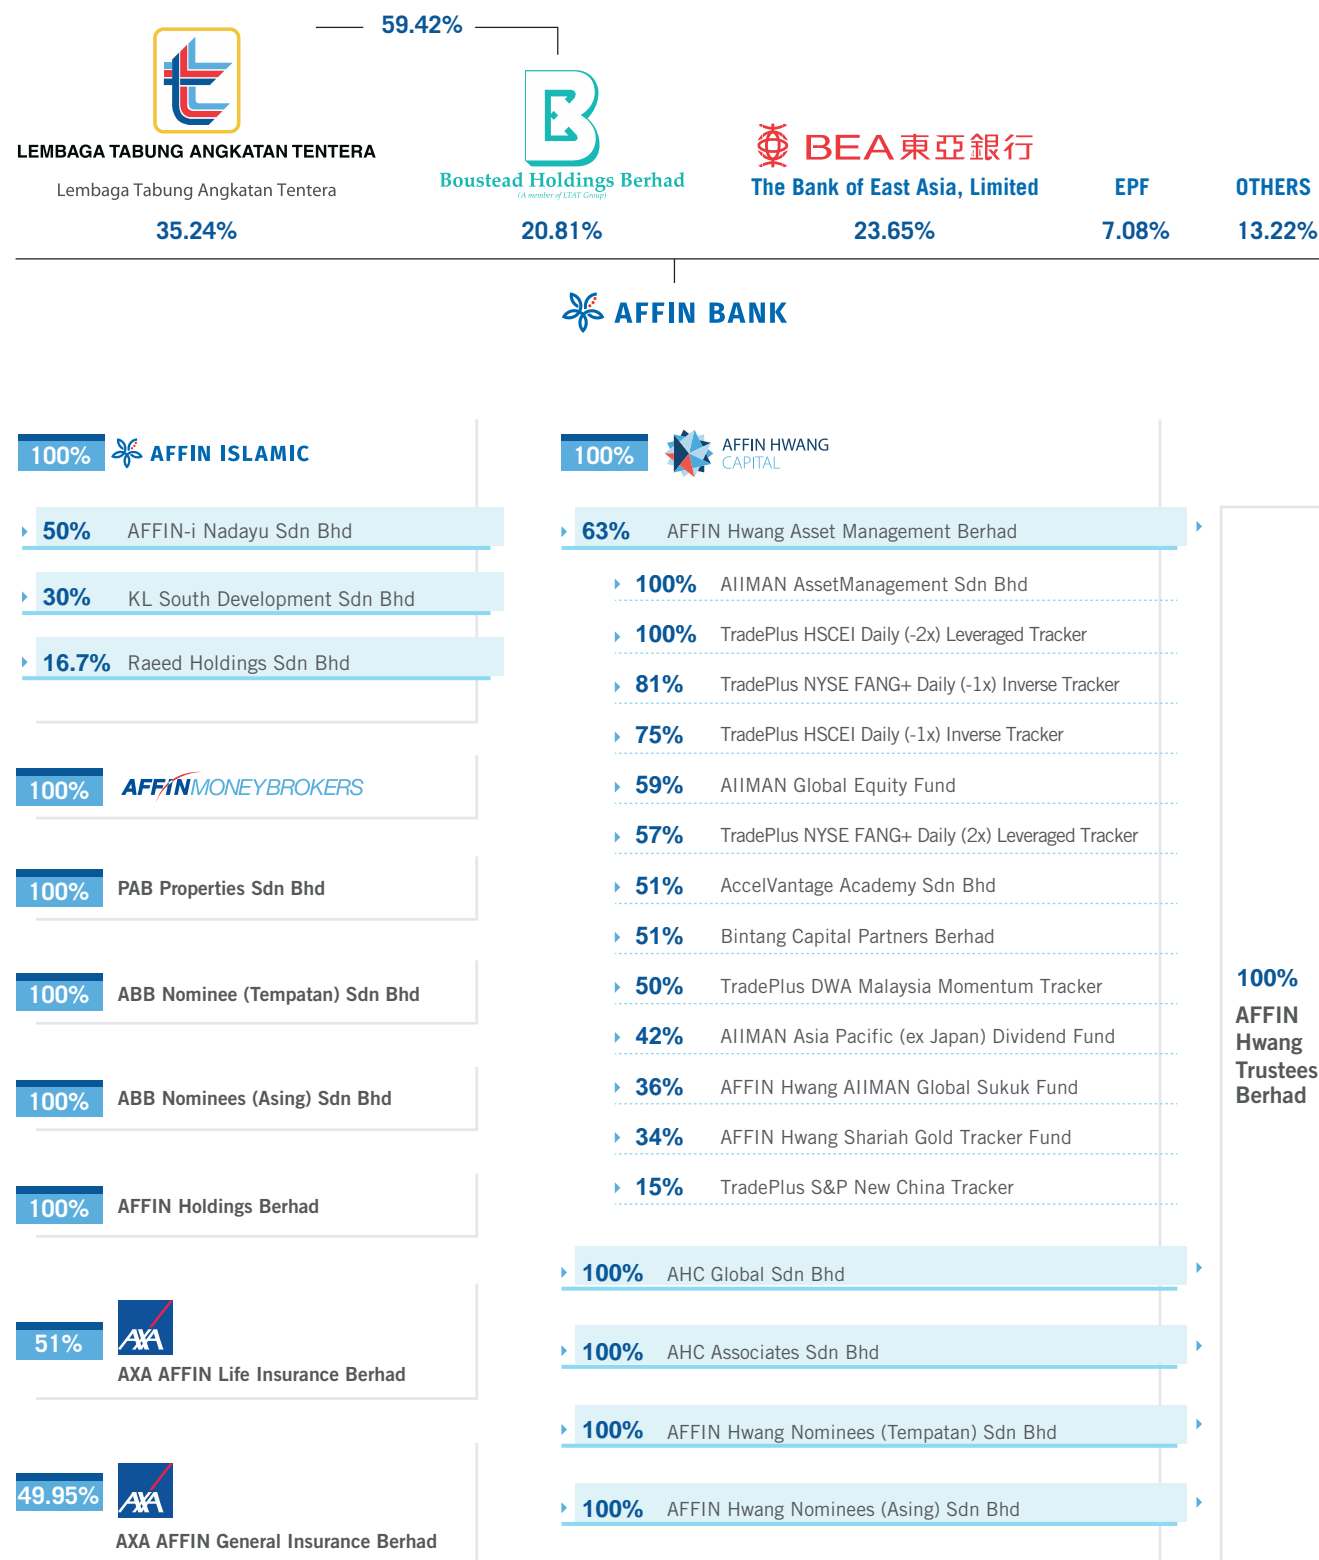 59.42%
LEMBAGA TABUNG ANGKATAN TENTERA
Lembaga Tabung Angkatan Tentera
35.24%
Boustead Holdings Berhad
(A member of LTAT Group)
20.81%
BEA東亞銀行
The Bank of East Asia, Limited
23.65%
EPF
7.08%
OTHERS
13.22%
AFFIN BANK
100% AFFIN ISLAMIC
50% AFFIN-i Nadayu Sdn Bhd
30% KL South Development Sdn Bhd
16.7% Raeed Holdings Sdn Bhd
100% AFFIN MONEYBROKERS
100% PAB Properties Sdn Bhd
100% ABB Nominee (Tempatan) Sdn Bhd
100% ABB Nominees (Asing) Sdn Bhd
100% AFFIN Holdings Berhad
51% AXA
AXA AFFIN Life Insurance Berhad
49.95% AXA
AXA AFFIN General Insurance Berhad
100% AFFIN HWANG
CAPITAL
63% AFFIN Hwang Asset Management Berhad
100% AIIMAN AssetManagement Sdn Bhd
100% TradePlus HSCEI Daily (-2x) Leveraged Tracker
81% TradePlus NYSE FANG+ Daily (-1x) Inverse Tracker
75% TradePlus HSCEI Daily (-1x) Inverse Tracker
59% AIIMAN Global Equity Fund
57% TradePlus NYSE FANG+ Daily (2x) Leveraged Tracker
51% AccelVantage Academy Sdn Bhd
51% Bintang Capital Partners Berhad
50% TradePlus DWA Malaysia Momentum Tracker
42% AIIMAN Asia Pacific (ex Japan) Dividend Fund
36% AFFIN Hwang AIIMAN Global Sukuk Fund
34% AFFIN Hwang Shariah Gold Tracker Fund
15% TradePlus S&P New China Tracker
100% AHC Global Sdn Bhd
100% AHC Associates Sdn Bhd
100% AFFIN Hwang Nominees (Tempatan) Sdn Bhd
100% AFFIN Hwang Nominees (Asing) Sdn Bhd
100%
AFFIN
Hwang
Trustees
Berhad